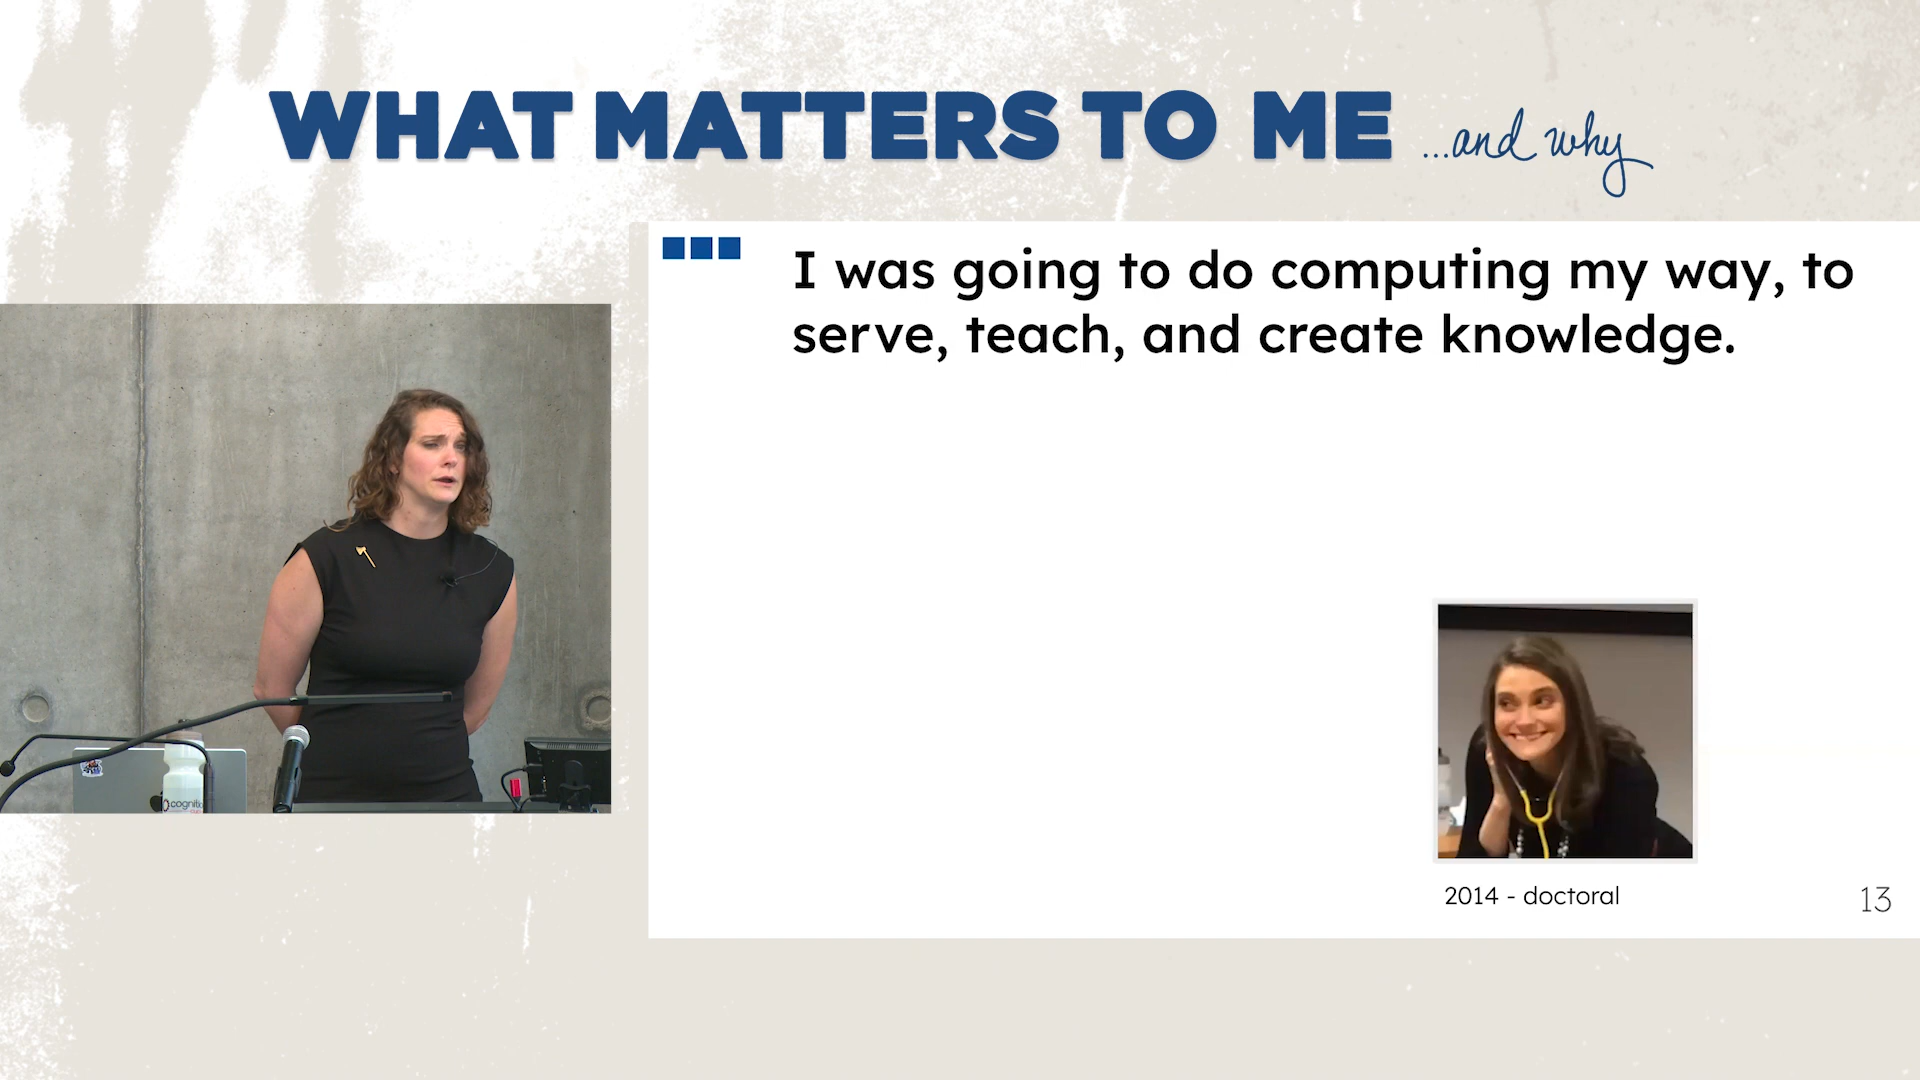 WHAT MATTERS TO ME ...and why
I was going to do computing my way, to
serve, teach, and create knowledge.
2014 - doctoral
13